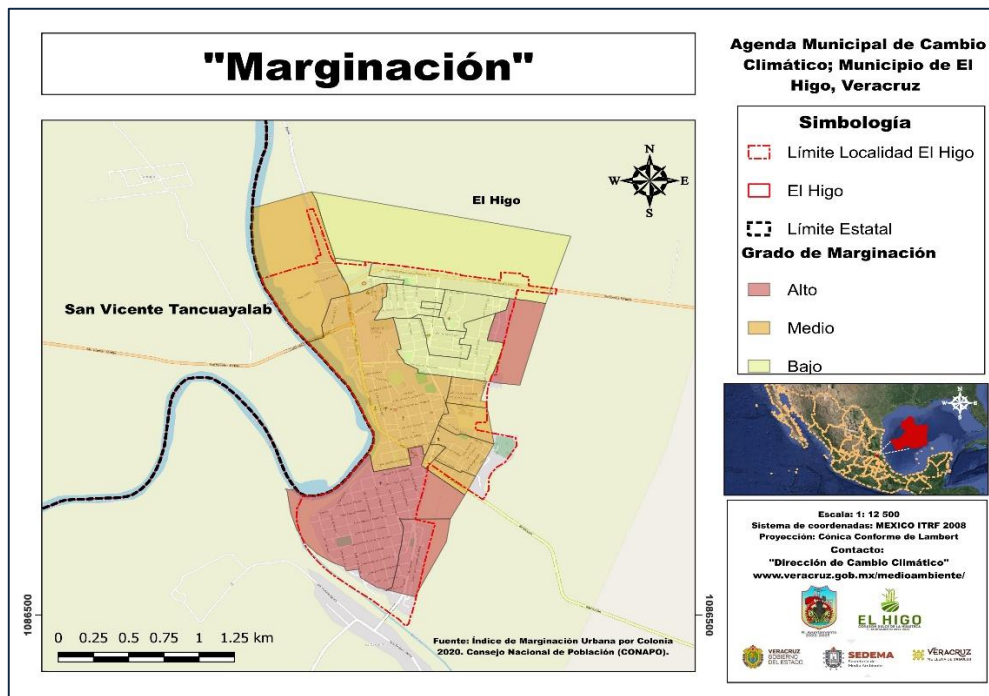 "Marginación"
Agenda Municipal de Cambio
Climático; Municipio de El
Higo, Veracruz
Simbología
Límite Localidad El Higo
El Higo
Límite Estatal
Grado de Marginación
Alto
Medio
Bajo
N
W E
S
El Higo
San Vicente Tancuayalab
1086500
1086500
0 0.25 0.5 0.75 1 1.25 km
Fuente: Índice de Marginación Urbana por Colonia
2020. Consejo Nacional de Población (CONAPO).
N
Escala: 1: 12 500
Sistema de coordenadas: MEXICO ITRF 2008
Proyección: Cónica Conforme de Lambert
Contacto:
"Dirección de Cambio Climático"
www.veracruz.gob.mx/medioambiente/
EL HIGO
VERACRUZ
GOBIERNO
DEL ESTADO
SEDEMA
VERACRUZ